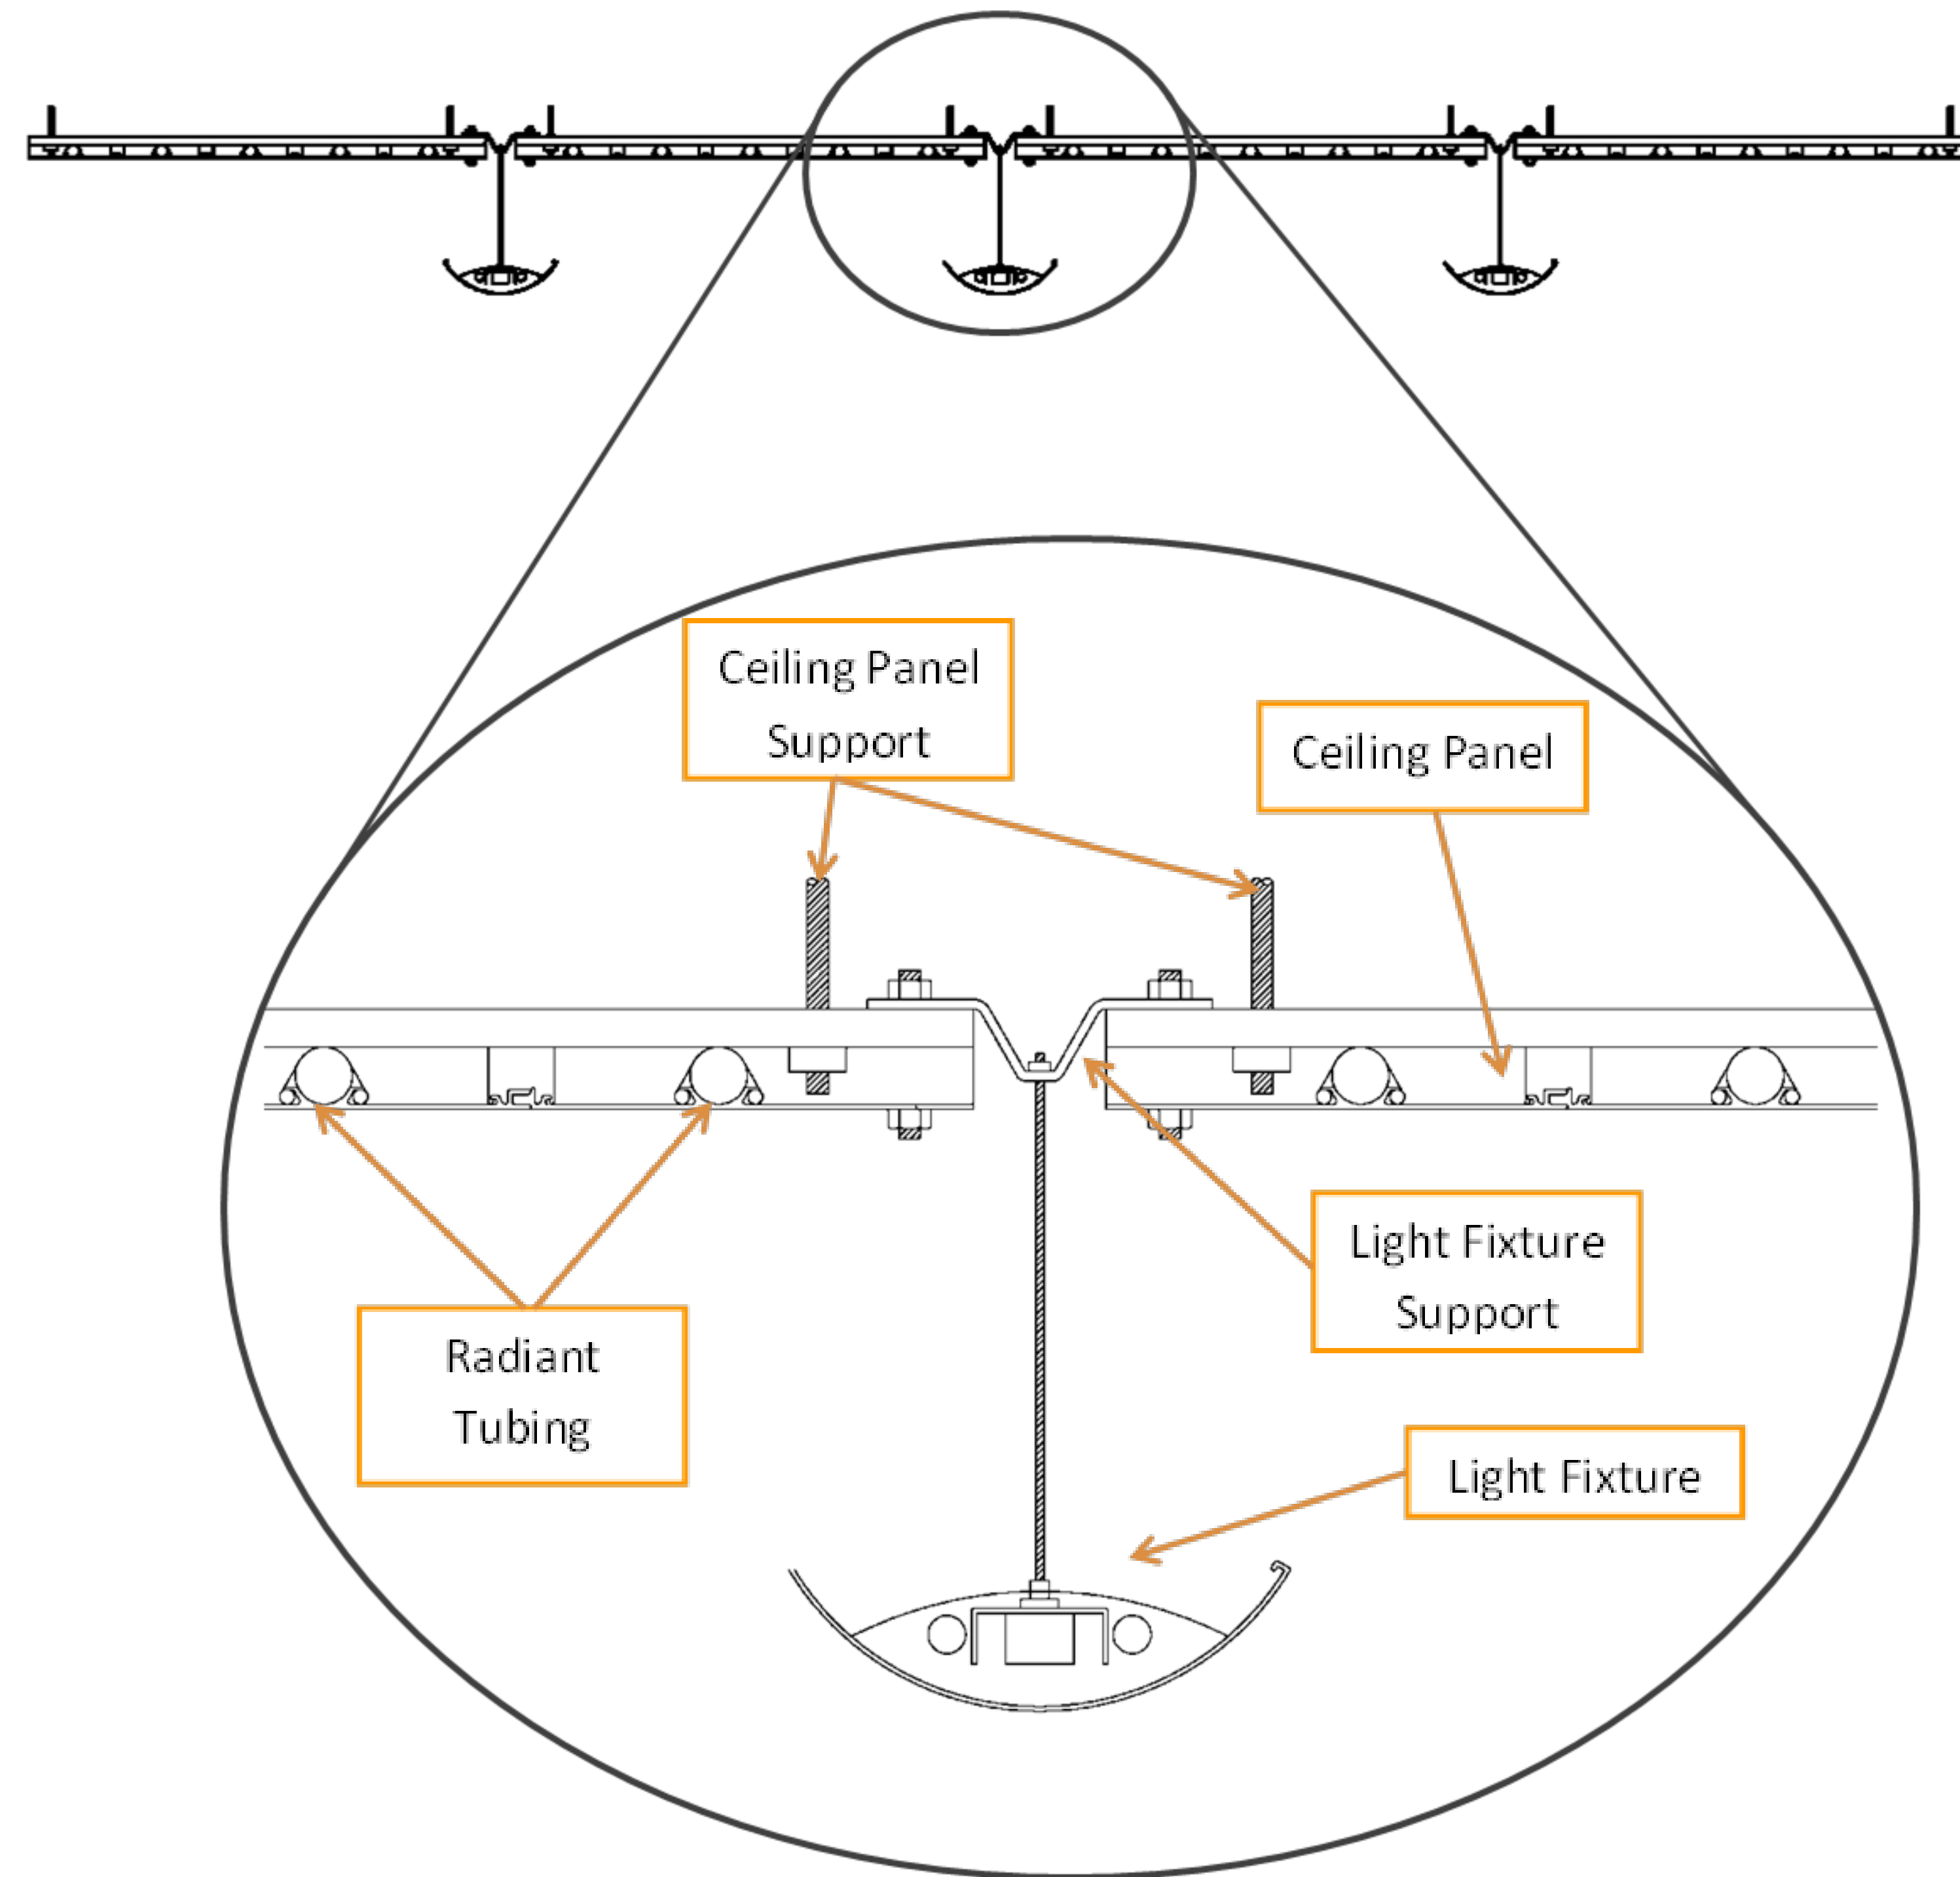 Ceiling Panel
Support
Ceiling Panel
Light Fixture
Support
Radiant
Tubing
Light Fixture